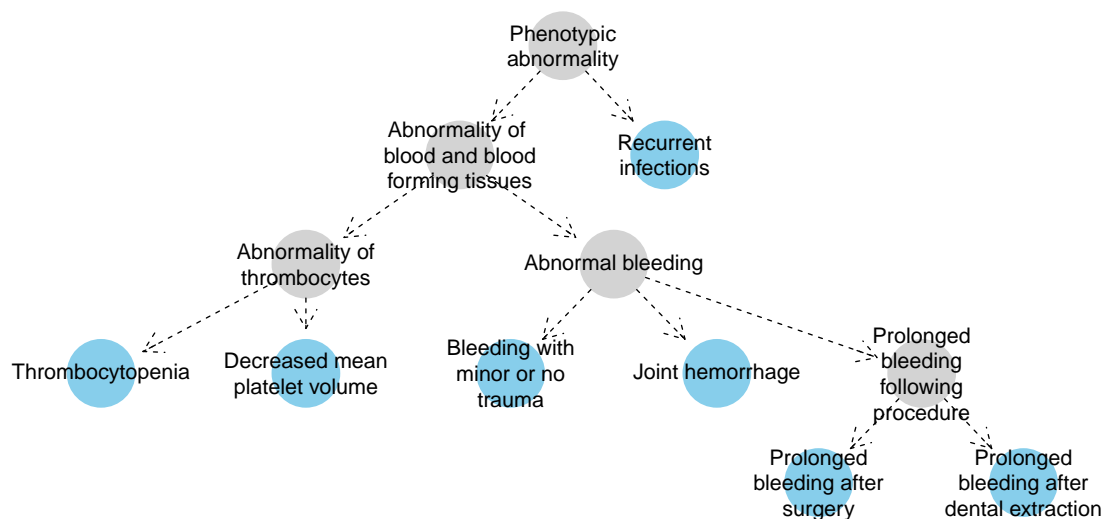 Phenotypic
abnormality
Abnormality of
blood and blood
forming tissues
Recurrent
infections
Abnormality of
thrombocytes
Abnormal bleeding
Thrombocytopenia
Decreased mean
platelet volume
Bleeding with
minor or no
trauma
Joint hemorrhage
Prolonged
bleeding
following
procedure
Prolonged
bleeding after
surgery
Prolonged
bleeding after
dental extraction